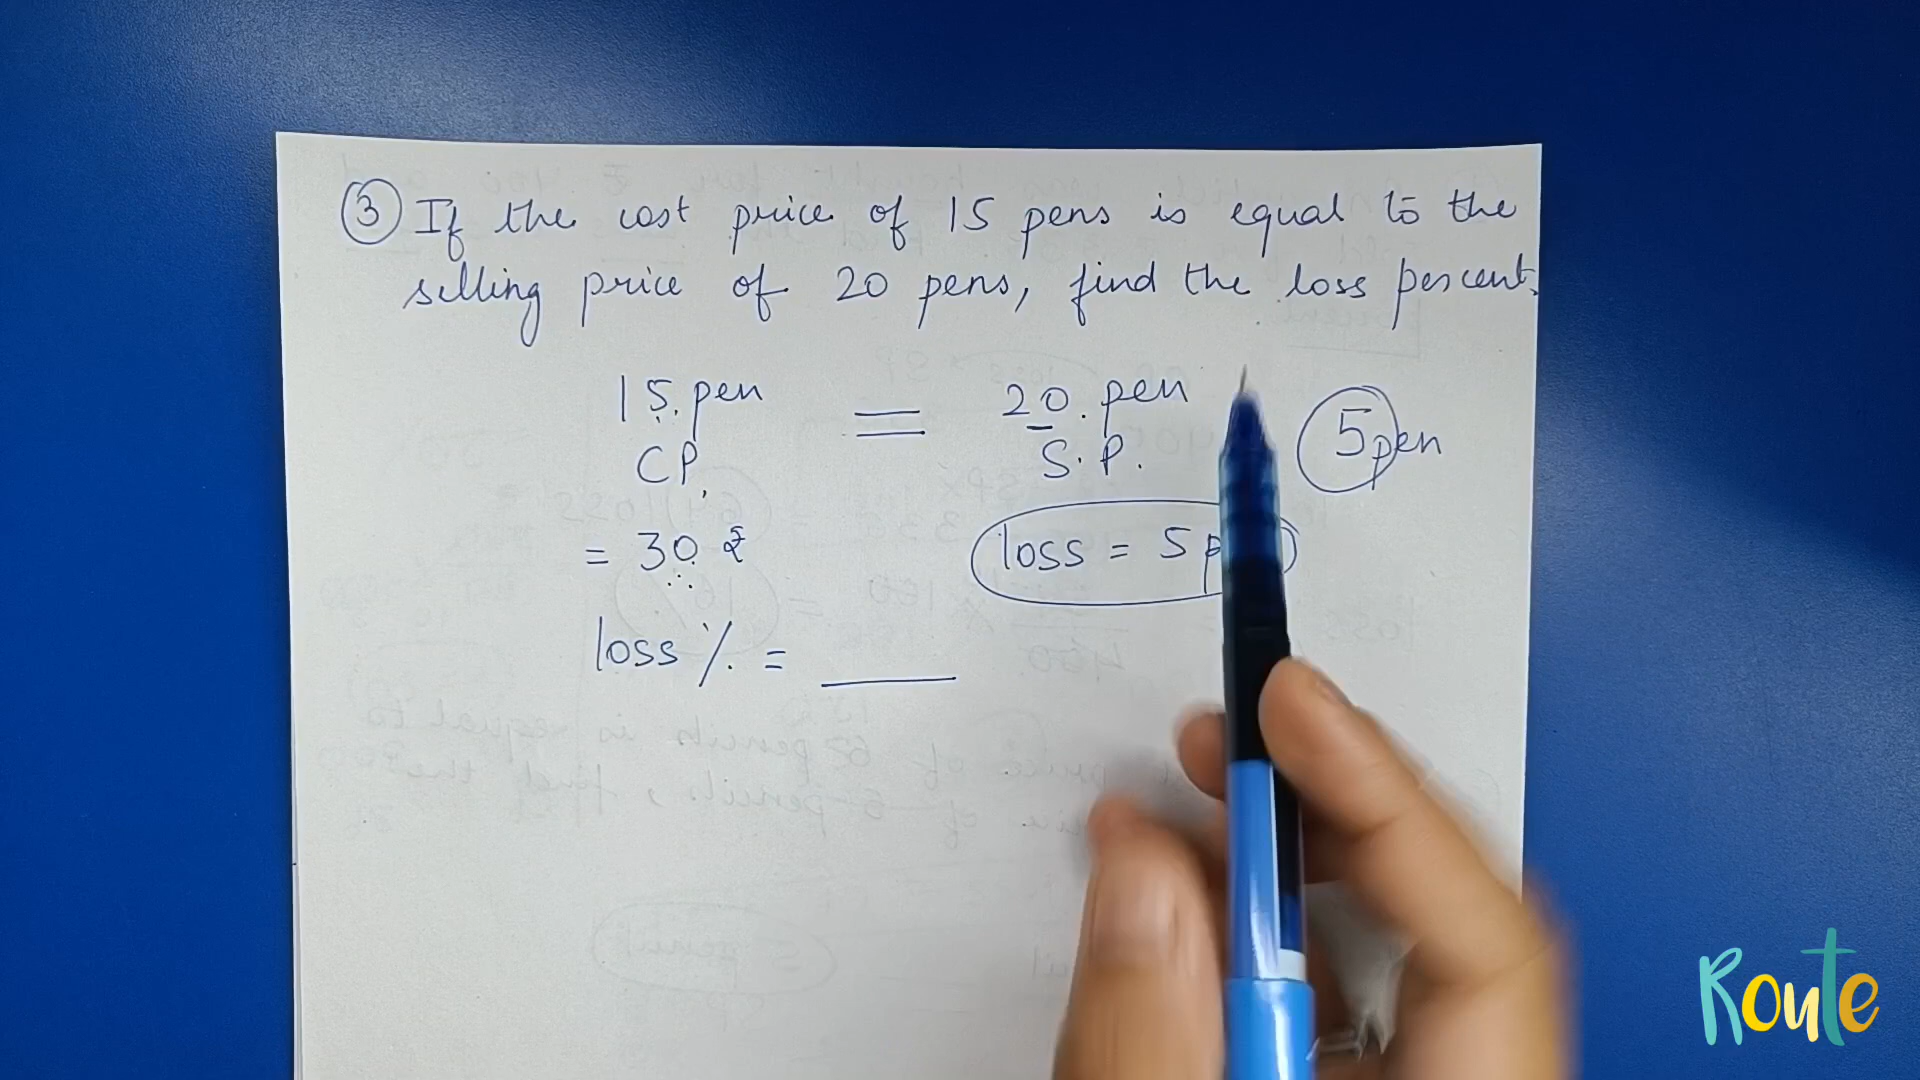 ③ If the cost price of 15 pens is equal to the
selling price of 20 pens, find the loss percent.
15 pen = 20 pen 5 pen
CP S.P.
= 30 ₹ loss = 5
loss % =
Route